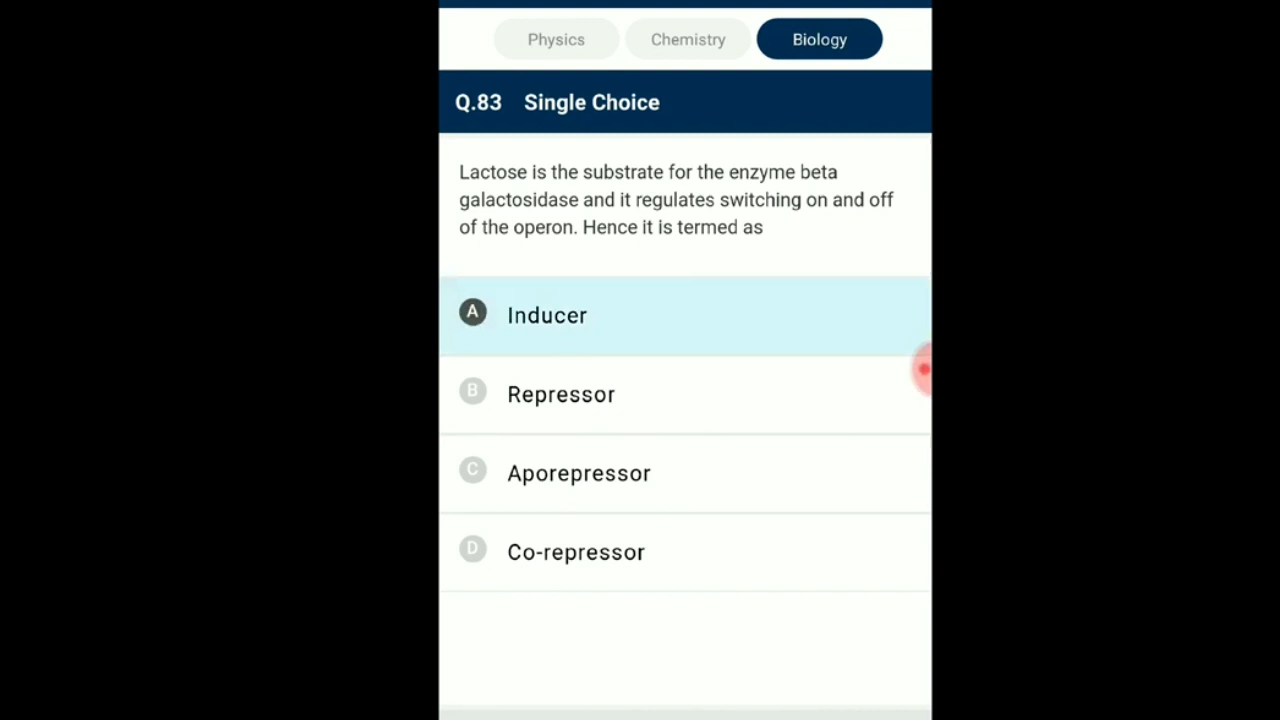 Physics Chemistry Biology
Q.83 Single Choice
Lactose is the substrate for the enzyme beta
galactosidase and it regulates switching on and off
of the operon. Hence it is termed as
A Inducer
B Repressor
C Aporepressor
D Co-repressor